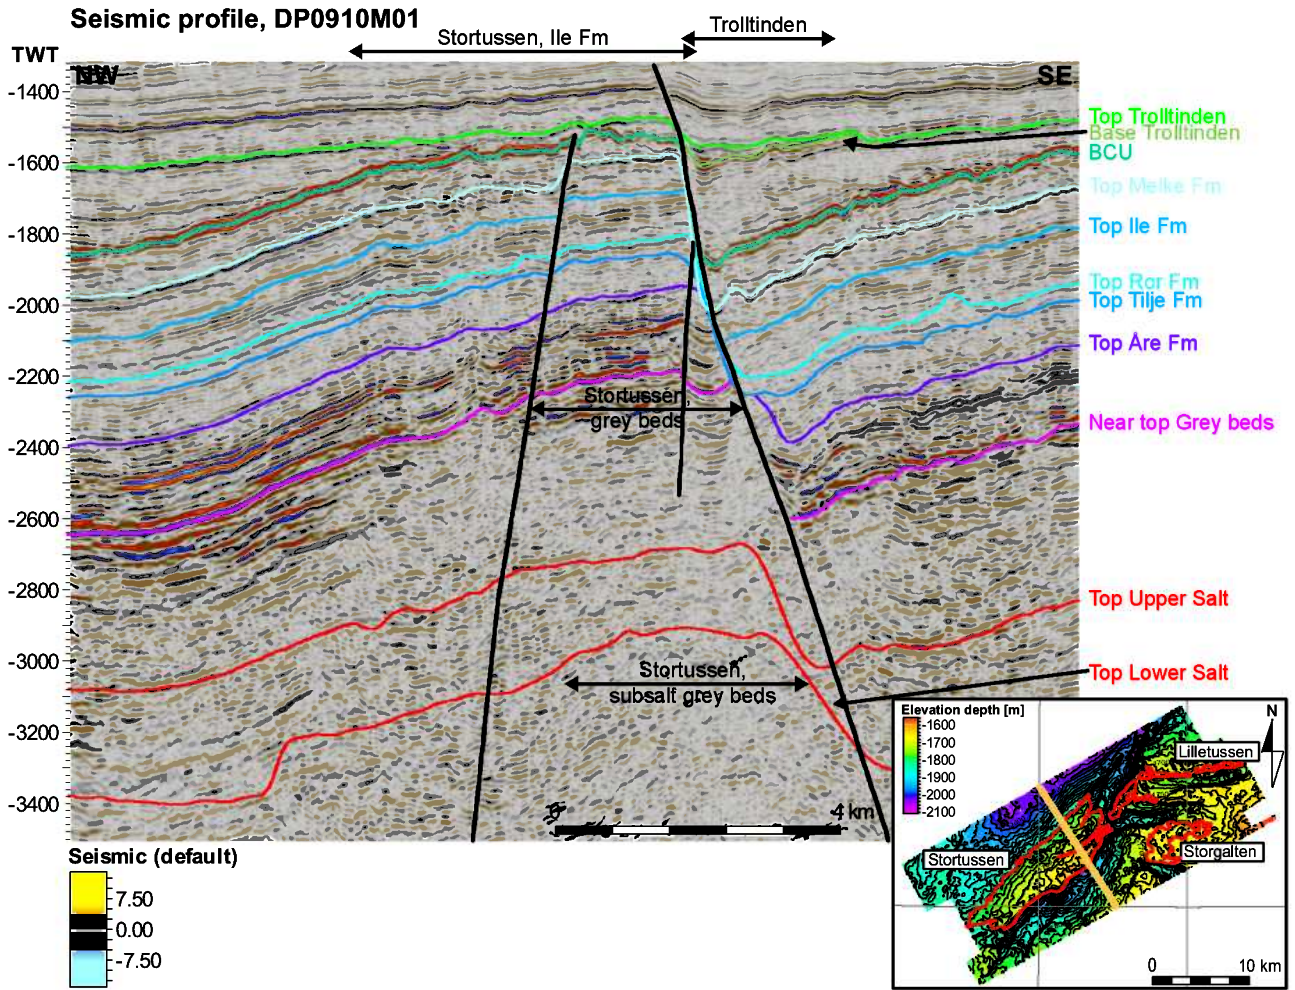 Seismic profile, DP0910M01
Trolltinden
Stortussen, Ile Fm
TWT
NW
SE
-1400
-1600
-1800
-2000
-2200
-2400
-2600
-2800
-3000
-3200
-3400
Top Trolltinden
Base Trolltinden
BCU
Top Melke Fm
Top Ile Fm
Top Ror Fm
Top Tilje Fm
Top Åre Fm
Near top Grey beds
Top Upper Salt
Top Lower Salt
Stortussen,
grey beds
Stortussen,
subsalt grey beds
0
4 km
Seismic (default)
7.50
0.00
-7.50
Elevation depth [m]
-1600
-1700
-1800
-1900
-2000
-2100
N
Lilletussen
Stortussen
Storgalten
0
10 km